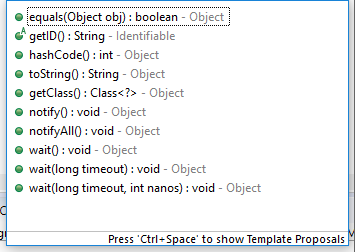 equals(Object obj) : boolean - Object
A
getID() : String - Identifiable
hashCode() : int - Object
toString() : String - Object
getClass() : Class<?> - Object
notify() : void - Object
notifyAll() : void - Object
wait() : void - Object
wait(long timeout) : void - Object
wait(long timeout, int nanos) : void - Object
Press 'Ctrl+Space' to show Template Proposals